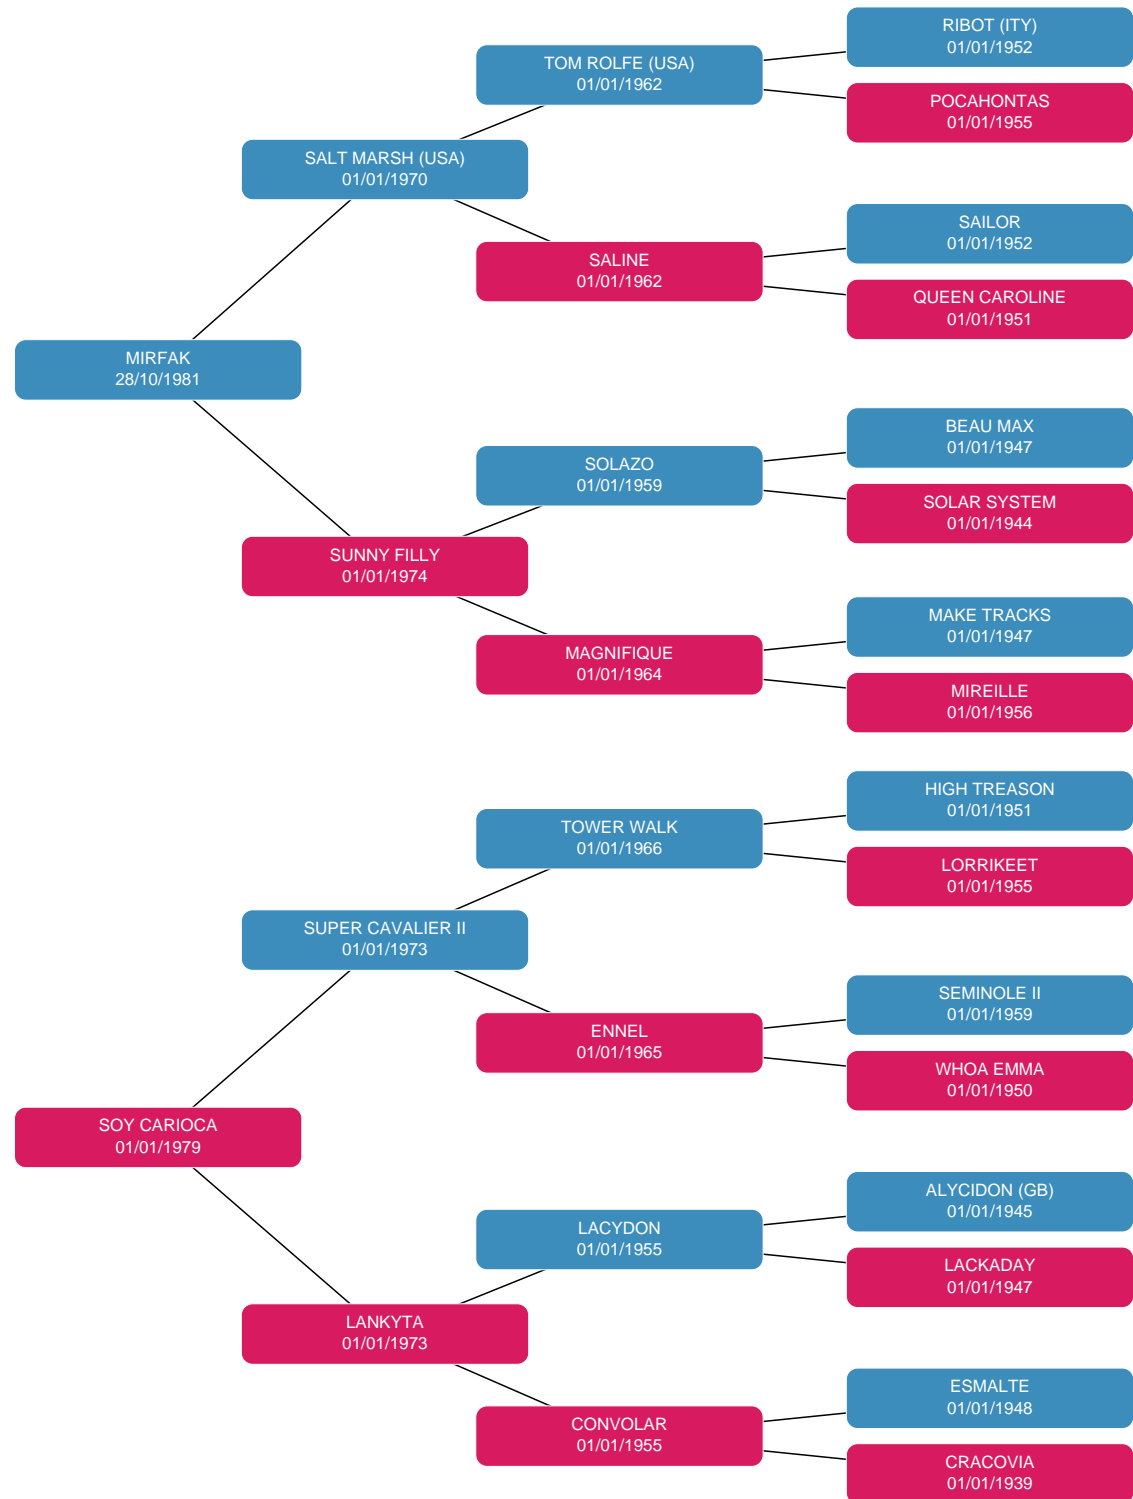 RIBOT (ITY)
01/01/1952
TOM ROLFE (USA)
01/01/1962
POCAHONTAS
01/01/1955
SALT MARSH (USA)
01/01/1970
SAILOR
01/01/1952
SALINE
01/01/1962
QUEEN CAROLINE
01/01/1951
MIRFAK
28/10/1981
BEAU MAX
01/01/1947
SOLAZO
01/01/1959
SOLAR SYSTEM
01/01/1944
SUNNY FILLY
01/01/1974
MAKE TRACKS
01/01/1947
MAGNIFIQUE
01/01/1964
MIREILLE
01/01/1956
HIGH TREASON
01/01/1951
TOWER WALK
01/01/1966
LORRIKEET
01/01/1955
SUPER CAVALIER II
01/01/1973
SEMINOLE II
01/01/1959
ENNEL
01/01/1965
WHOA EMMA
01/01/1950
SOY CARIOCA
01/01/1979
ALYCIDON (GB)
01/01/1945
LACYDON
01/01/1955
LACKADAY
01/01/1947
LANKYTA
01/01/1973
ESMALTE
01/01/1948
CONVOLAR
01/01/1955
CRACOVIA
01/01/1939